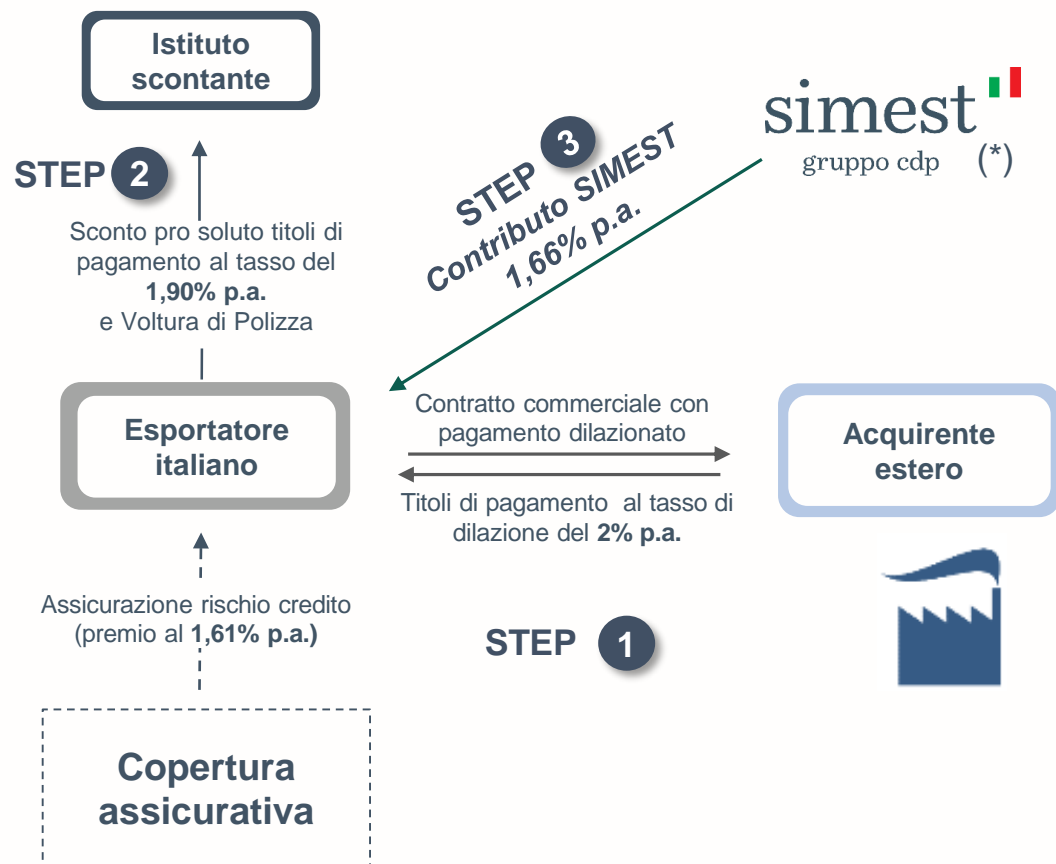 Istituto
scontante
simest
gruppo cdp (*)
STEP 3
Contributo SIMEST
1,66% p.a.
STEP 2
Sconto pro soluto titoli di
pagamento al tasso del
1,90% p.a.
e Voltura di Polizza
Esportatore
italiano
Contratto commerciale con
pagamento dilazionato
Titoli di pagamento al tasso di
dilazione del 2% p.a.
Acquirente
estero
Assicurazione rischio credito
(premio al 1,61% p.a.)
STEP 1
Copertura
assicurativa